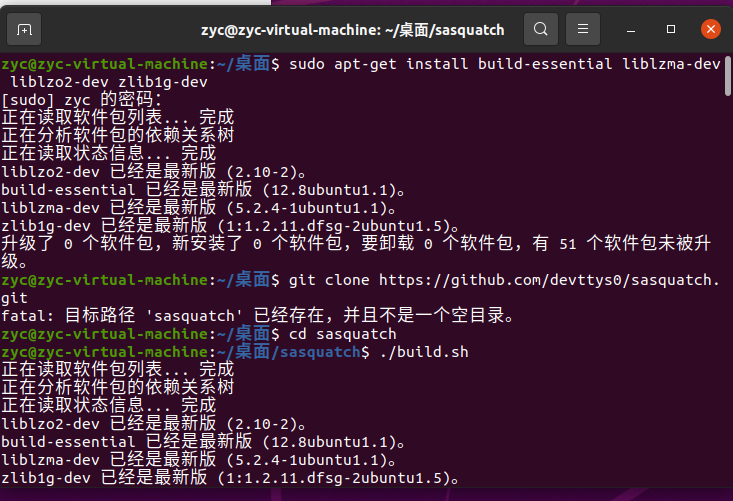 zyc@zyc-virtual-machine: ~/桌面/sasquatch
zyc@zyc-virtual-machine:~/桌面$ sudo apt-get install build-essential liblzma-dev
liblzo2-dev zlib1g-dev
[sudo] zyc 的密码：
正在读取软件包列表... 完成
正在分析软件包的依赖关系树
正在读取状态信息... 完成
liblzo2-dev 已经是最新版 (2.10-2)。
build-essential 已经是最新版 (12.8ubuntu1.1)。
liblzma-dev 已经是最新版 (5.2.4-1ubuntu1.1)。
zlib1g-dev 已经是最新版 (1:1.2.11.dfsg-2ubuntu1.5)。
升级了 0 个软件包，新安装了 0 个软件包，要卸载 0 个软件包，有 51 个软件包未被升
级。
zyc@zyc-virtual-machine:~/桌面$ git clone https://github.com/devttys0/sasquatch.
git
fatal: 目标路径 'sasquatch' 已经存在，并且不是一个空目录。
zyc@zyc-virtual-machine:~/桌面$ cd sasquatch
zyc@zyc-virtual-machine:~/桌面/sasquatch$ ./build.sh
正在读取软件包列表... 完成
正在分析软件包的依赖关系树
正在读取状态信息... 完成
liblzo2-dev 已经是最新版 (2.10-2)。
build-essential 已经是最新版 (12.8ubuntu1.1)。
liblzma-dev 已经是最新版 (5.2.4-1ubuntu1.1)。
zlib1g-dev 已经是最新版 (1:1.2.11.dfsg-2ubuntu1.5)。